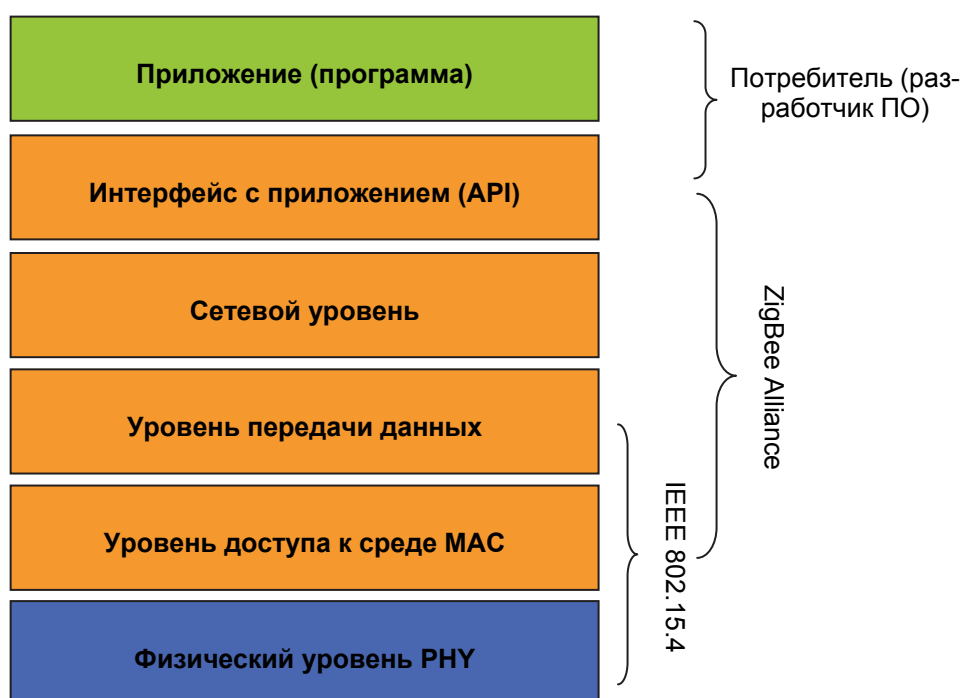 Приложение (программа)
Потребитель (раз-
работчик ПО)
Интерфейс с приложением (API)
Сетевой уровень
ZigBee Alliance
Уровень передачи данных
Уровень доступа к среде MAC
IEEE 802.15.4
Физический уровень PHY